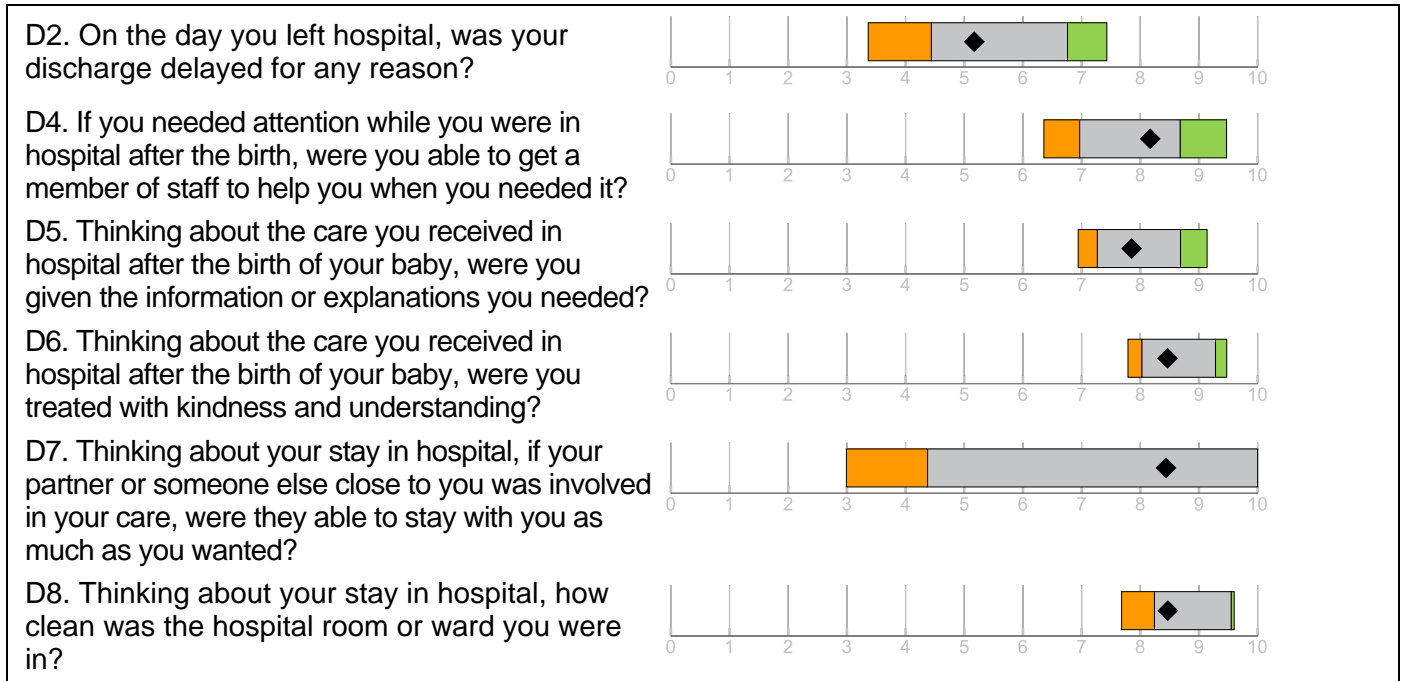 D2. On the day you left hospital, was your
discharge delayed for any reason?
0 1 2 3 4 5 6 7 8 9 10
D4. If you needed attention while you were in
hospital after the birth, were you able to get a
member of staff to help you when you needed it?
0 1 2 3 4 5 6 7 8 9 10
D5. Thinking about the care you received in
hospital after the birth of your baby, were you
given the information or explanations you needed?
0 1 2 3 4 5 6 7 8 9 10
D6. Thinking about the care you received in
hospital after the birth of your baby, were you
treated with kindness and understanding?
0 1 2 3 4 5 6 7 8 9 10
D7. Thinking about your stay in hospital, if your
partner or someone else close to you was involved
in your care, were they able to stay with you as
much as you wanted?
0 1 2 3 4 5 6 7 8 9 10
D8. Thinking about your stay in hospital, how
clean was the hospital room or ward you were
in?
0 1 2 3 4 5 6 7 8 9 10